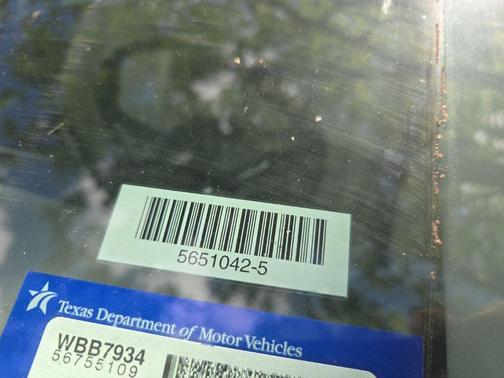 5651042-5
Texas Department of Motor Vehicles
WBB7934
56755109